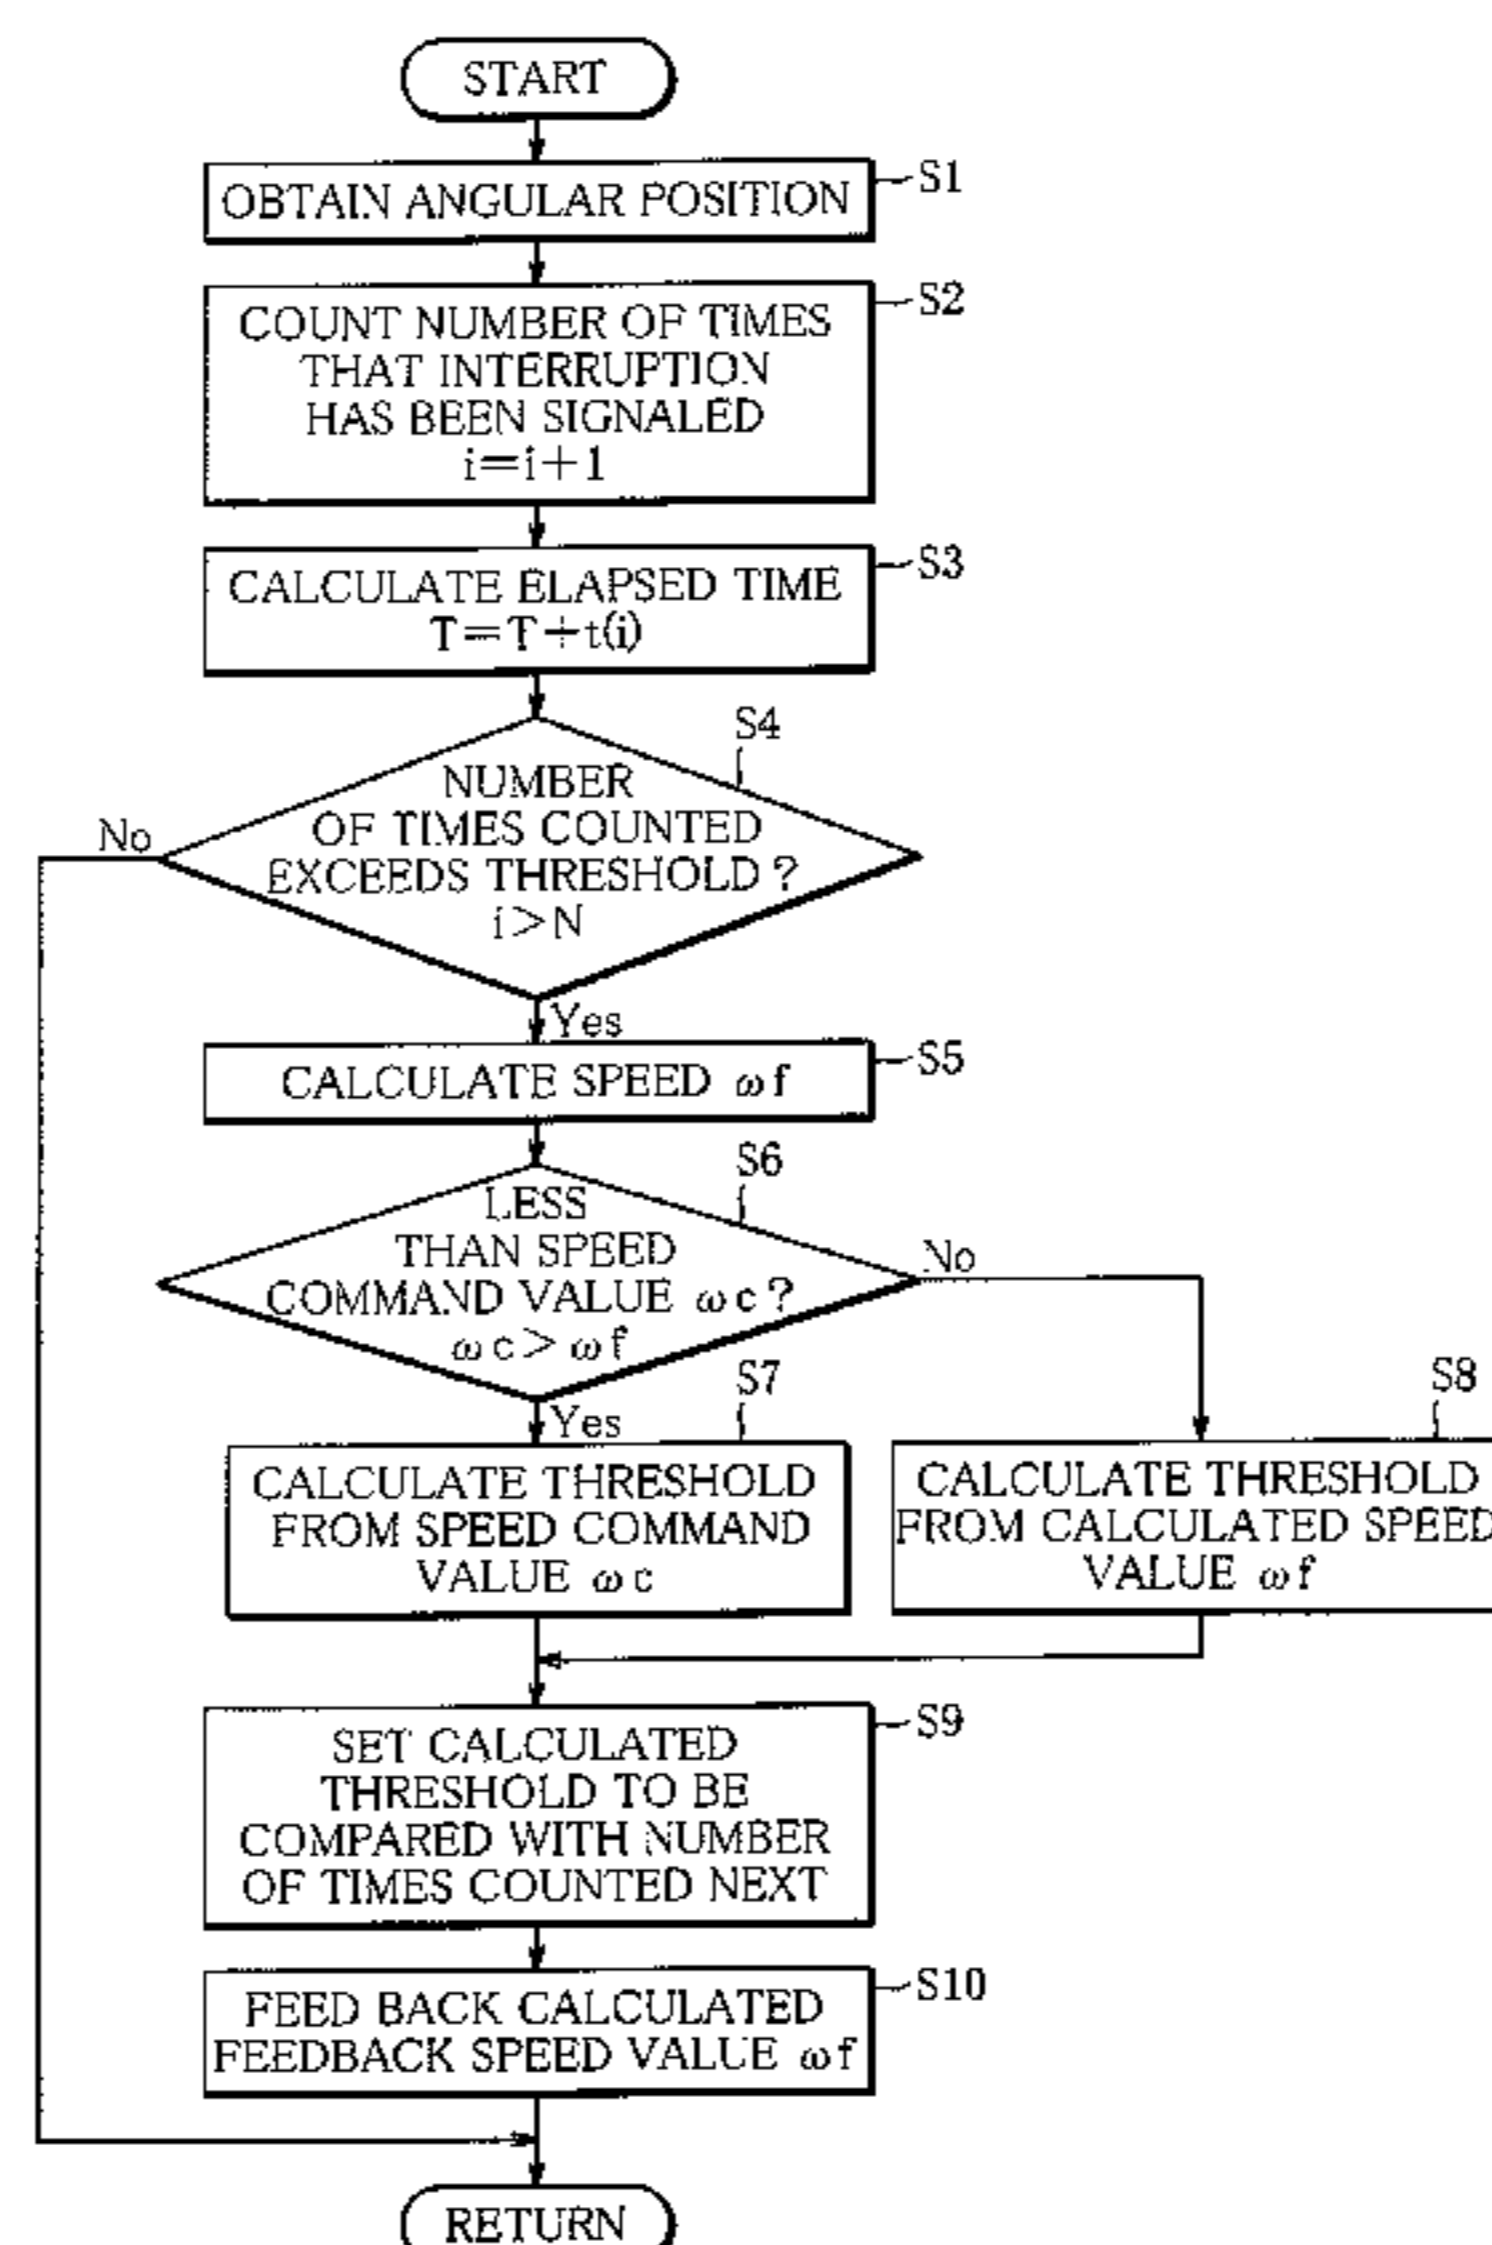 START
OBTAIN ANGULAR POSITION
S1
COUNT NUMBER OF TIMES
THAT INTERRUPTION
HAS BEEN SIGNALED
i=i+1
S2
CALCULATE ELAPSED TIME
T=T+t(i)
S3
S4
NUMBER
OF TIMES COUNTED
EXCEEDS THRESHOLD?
i>N
No
Yes
CALCULATE SPEED ωf
S5
S6
LESS
THAN SPEED
COMMAND VALUE ωc?
ωc>ωf
No
Yes
S7
CALCULATE THRESHOLD
FROM SPEED COMMAND
VALUE ωc
S8
CALCULATE THRESHOLD
FROM CALCULATED SPEED
VALUE ωf
SET CALCULATED
THRESHOLD TO BE
COMPARED WITH NUMBER
OF TIMES COUNTED NEXT
S9
FEED BACK CALCULATED
FEEDBACK SPEED VALUE ωf
S10
RETURN